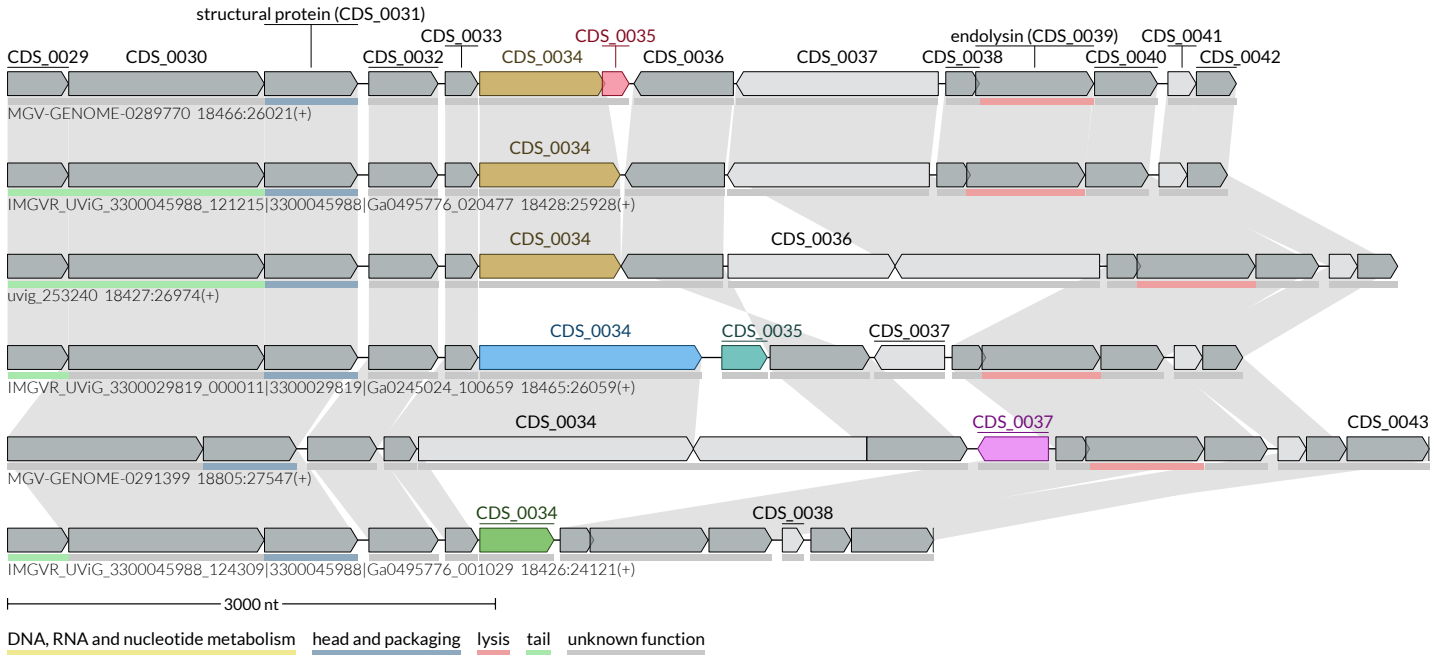 structural protein (CDS_0031)
CDS_0033 CDS_0035 endolysin (CDS_0039) CDS_0041
CDS_0029 CDS_0030 CDS_0032 CDS_0034 CDS_0036 CDS_0037 CDS_0038 CDS_0040 CDS_0042
MGV-GENOME-0289770 18466:26021(+)
CDS_0034
IMGVR_UViG_3300045988_121215|3300045988|Ga0495776_020477 18428:25928(+)
CDS_0034 CDS_0036
uvig_253240 18427:26974(+)
CDS_0034 CDS_0035 CDS_0037
IMGVR_UViG_3300029819_000011|3300029819|Ga0245024_100659 18465:26059(+)
CDS_0034 CDS_0037 CDS_0043
MGV-GENOME-0291399 18805:27547(+)
CDS_0034 CDS_0038
IMGVR_UViG_3300045988_124309|3300045988|Ga0495776_001029 18426:24121(+)
3000 nt
DNA, RNA and nucleotide metabolism head and packaging lysis tail unknown function